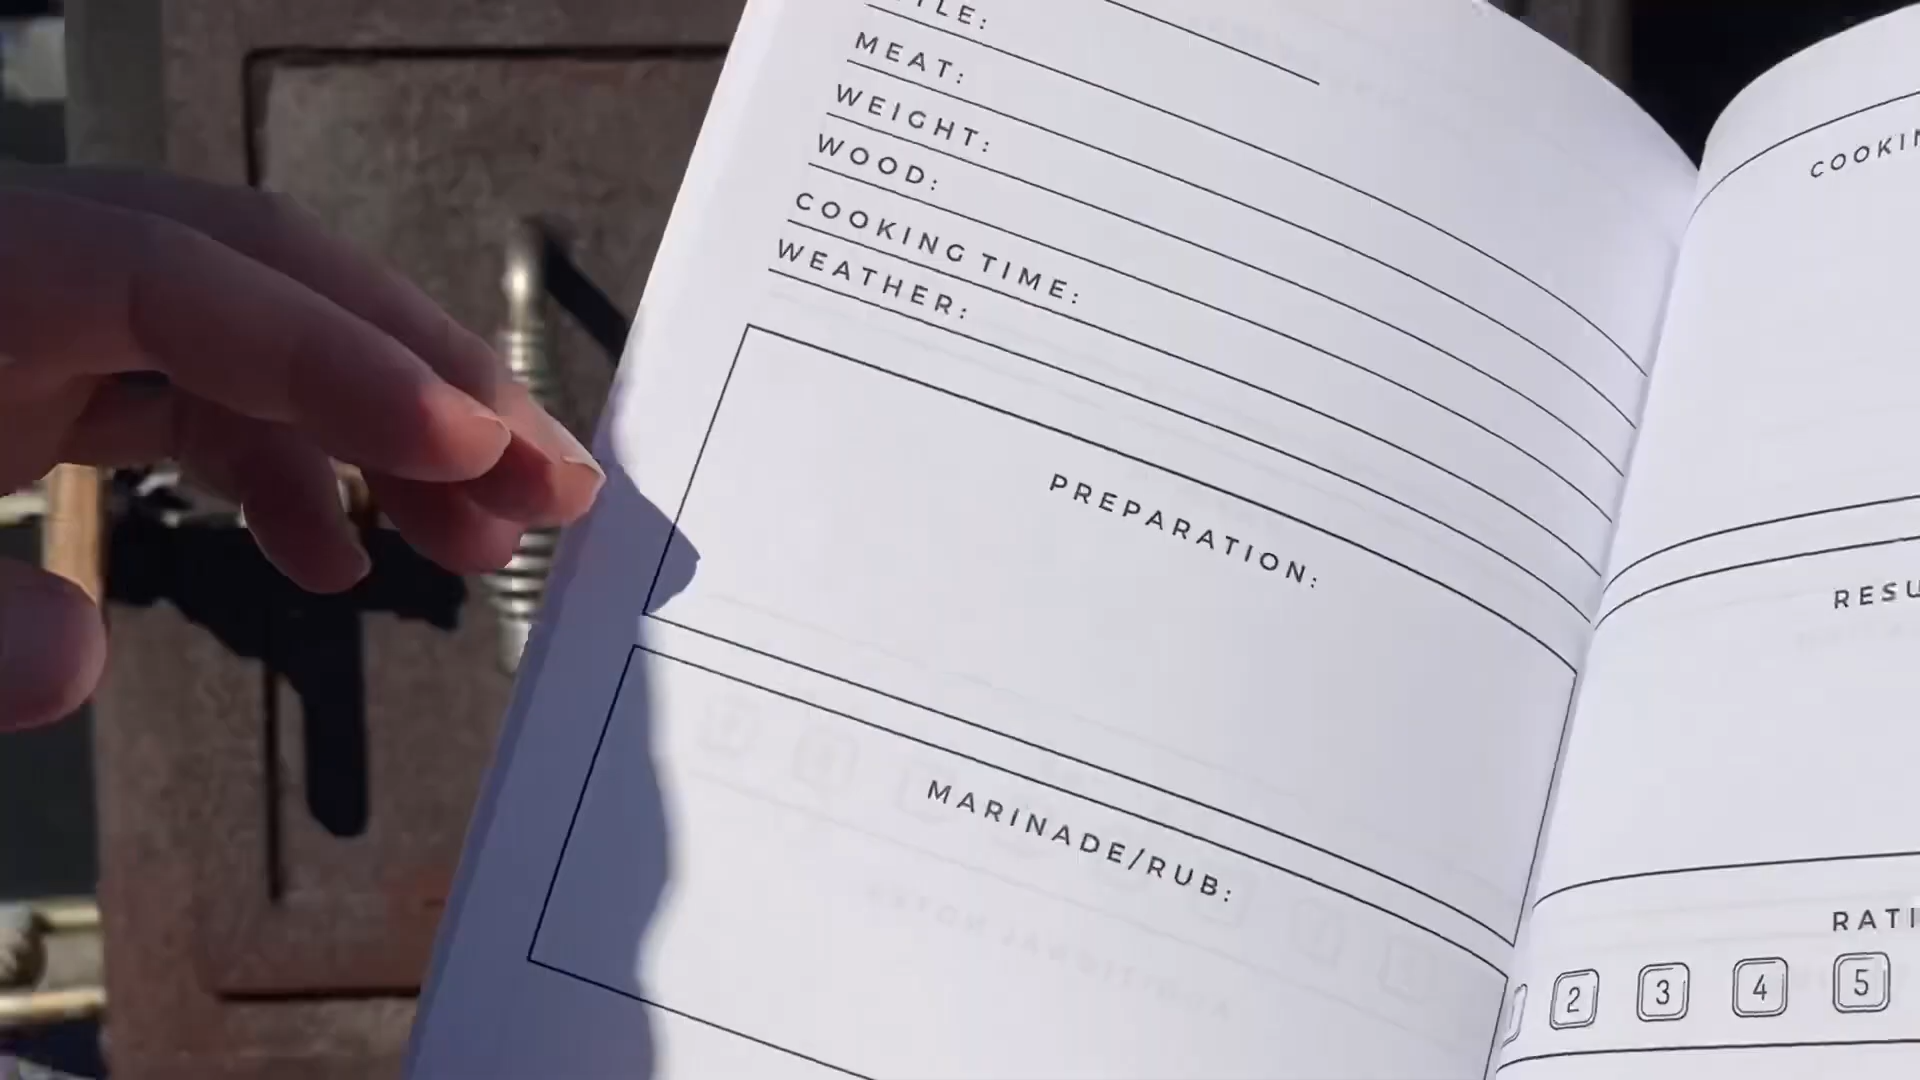 MEAT:
WEIGHT:
WOOD:
COOKING TIME:
WEATHER:
PREPARATION:
MARINADE/RUB:
2 3 4 5